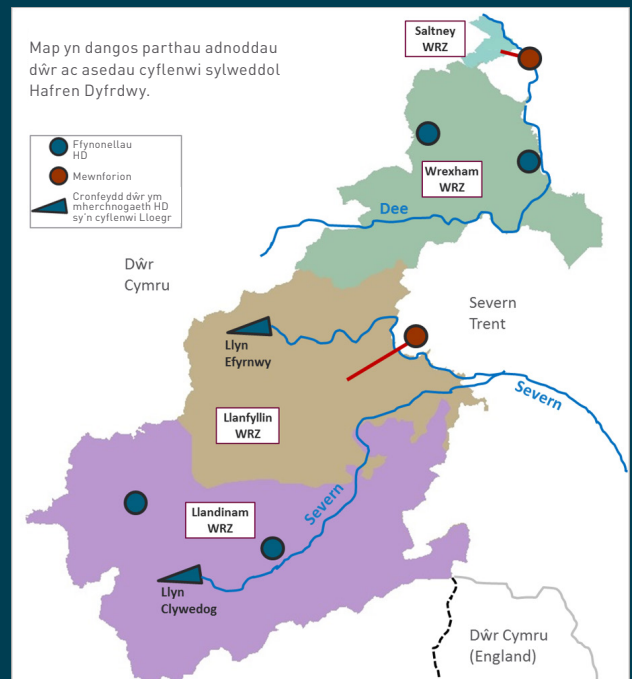 Map yn dangos parthau adnoddau
dŵr ac asedau cyflenwi sylweddol
Hafren Dyfrdwy.
Ffynonellau
HD
Mewnforion
Cronfeydd dŵr ym
mherchnogaeth HD
sy'n cyflenwi Lloegr
Saltney
WRZ
Wrexham
WRZ
Dee
Dŵr
Cymru
Severn
Trent
Llyn
Efyrnwy
Severn
Llanfyllin
WRZ
Llandinam
WRZ
Severn
Llyn
Clywedog
Dŵr Cymru
(England)